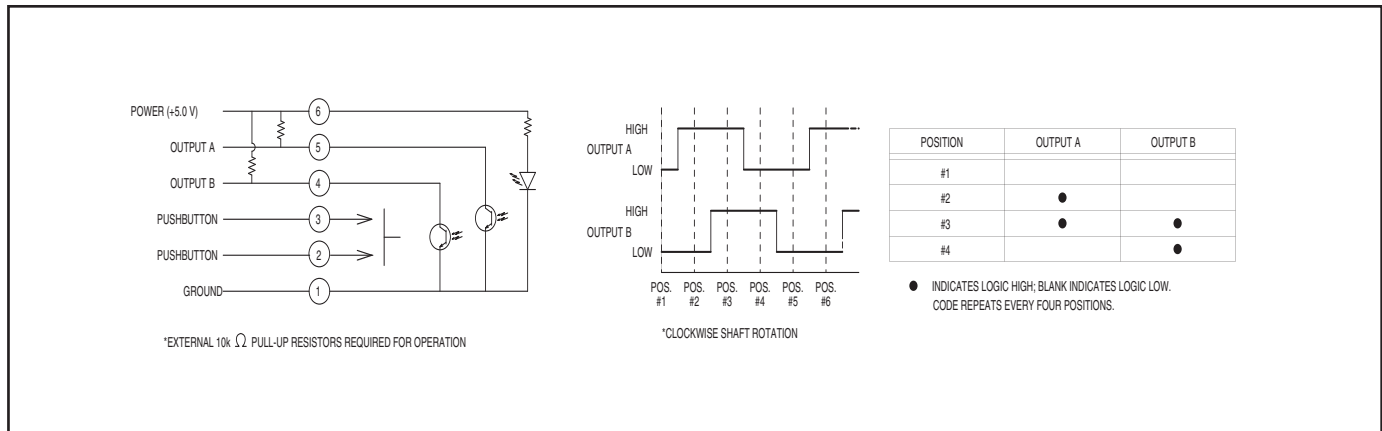 POWER (+5.0 V)
6
OUTPUT A
5
OUTPUT B
4
PUSHBUTTON
3
PUSHBUTTON
2
GROUND
1
*EXTERNAL 10k Ω PULL-UP RESISTORS REQUIRED FOR OPERATION
HIGH
OUTPUT A
LOW
HIGH
OUTPUT B
LOW
POS. POS. POS. POS. POS. POS.
#1 #2 #3 #4 #5 #6
*CLOCKWISE SHAFT ROTATION
POSITION OUTPUT A OUTPUT B
#1
#2 ●
#3 ● ●
#4 ●
● INDICATES LOGIC HIGH; BLANK INDICATES LOGIC LOW.
CODE REPEATS EVERY FOUR POSITIONS.